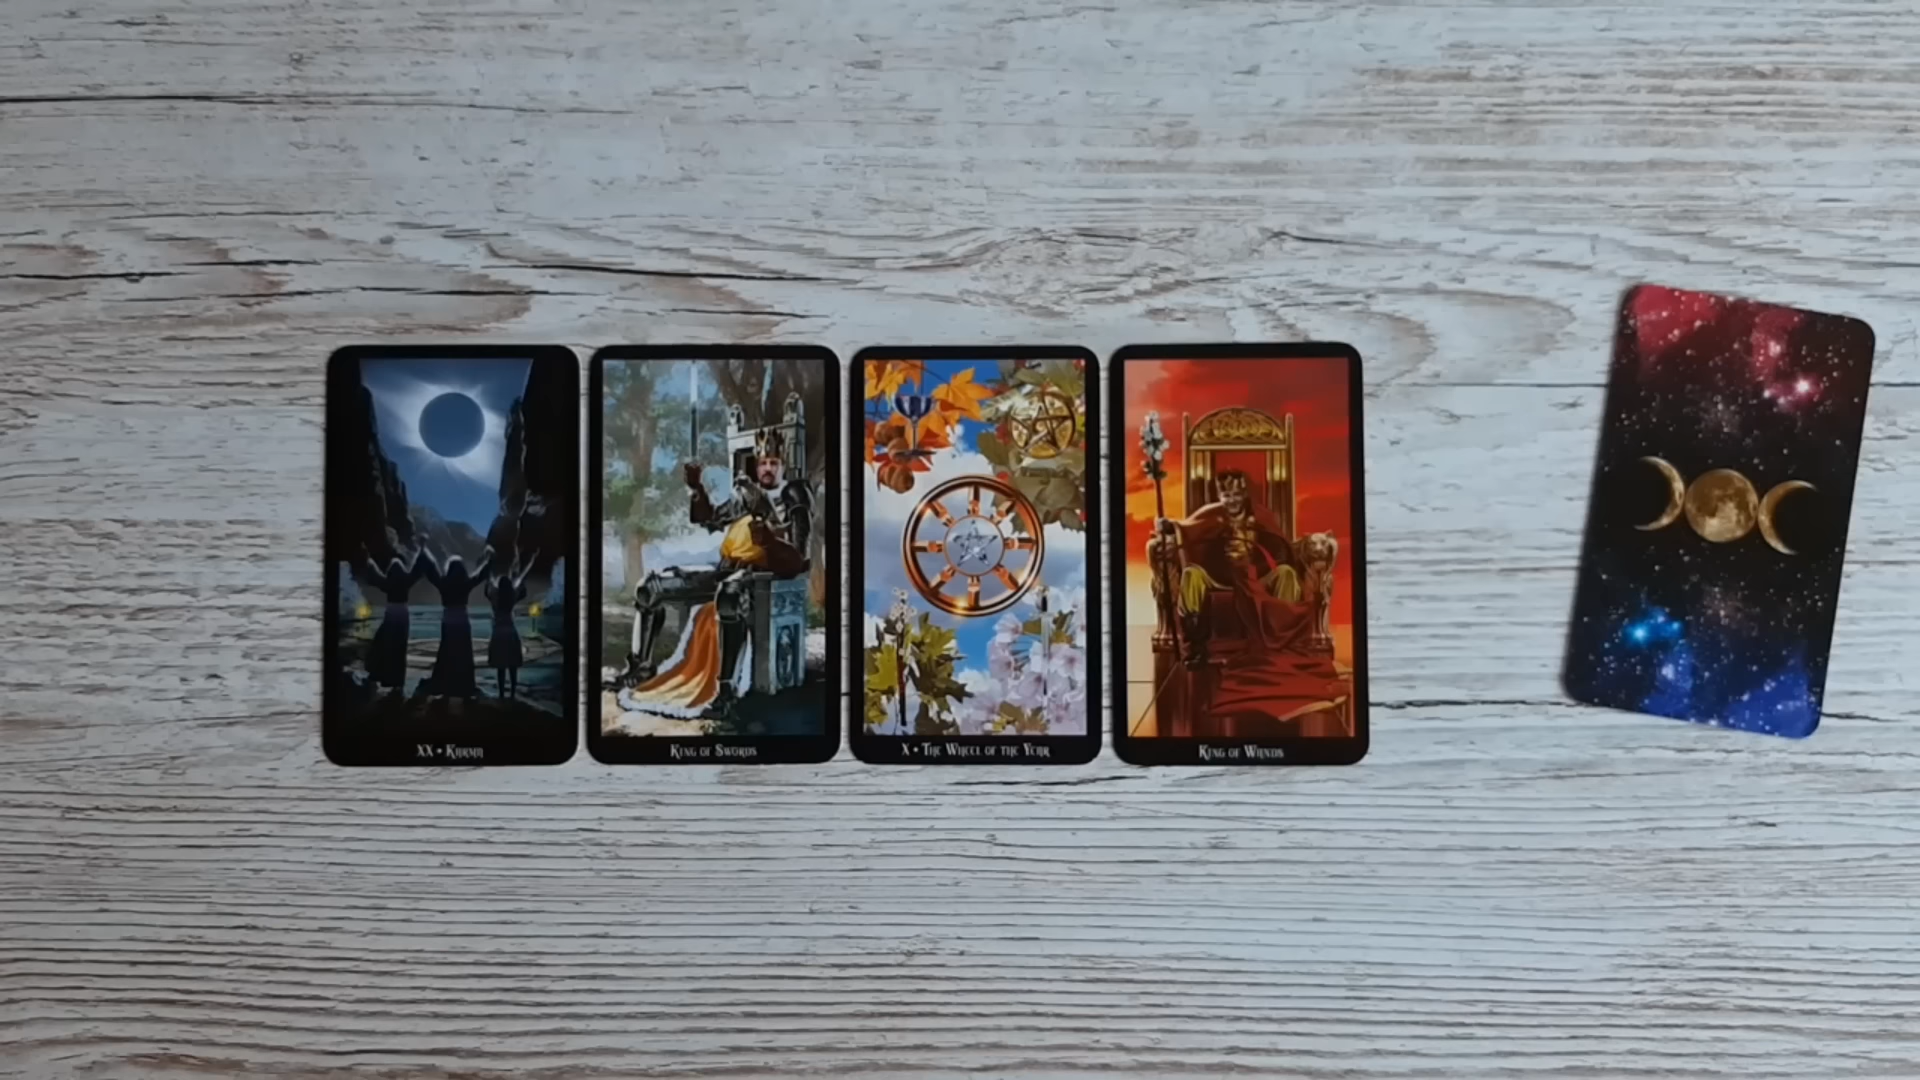 XX • Karma
King of Swords
X • The Wheel of the Year
King of Wands